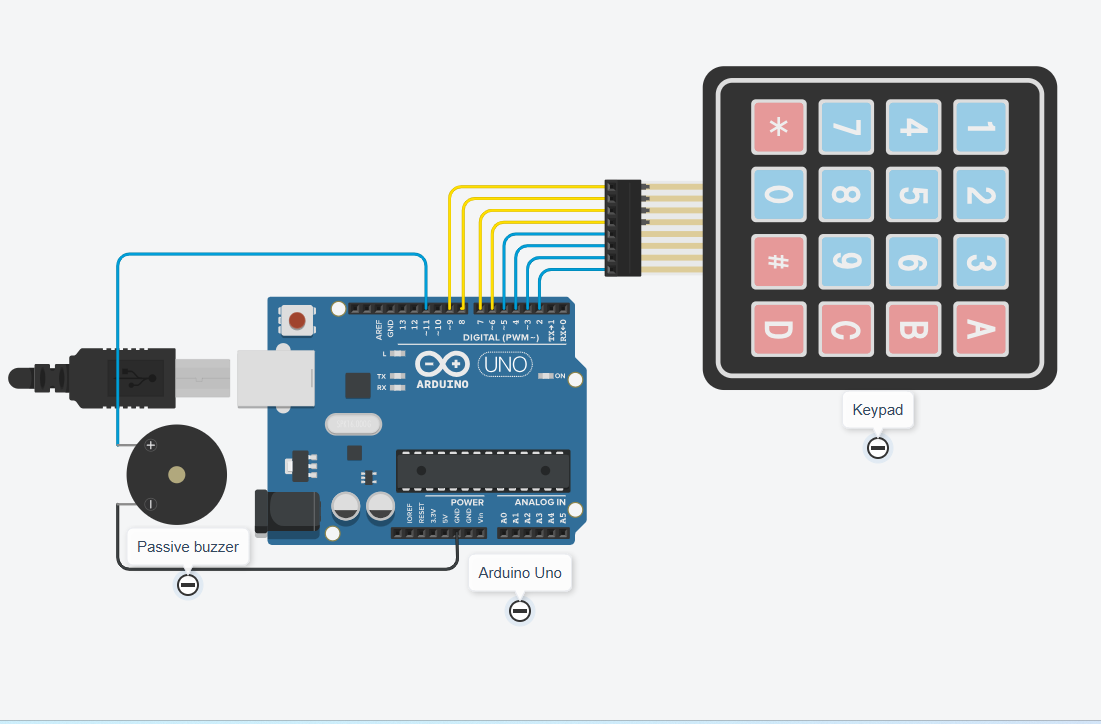 * 7 4 1
0 8 5 2
# 9 6 3
D C B A
Keypad
AREF GND 13 12 ~11 ~10 ~9 8 7 ~6 ~5 4 ~3 2 TX→1 RX←0
DIGITAL (PWM~)
L
TX
RX
ARDUINO
UNO
ON
POWER
ANALOG IN
IOREF RESET 3.3V 5V GND GND Vin A0 A1 A2 A3 A4 A5
+
-
Passive buzzer
Arduino Uno